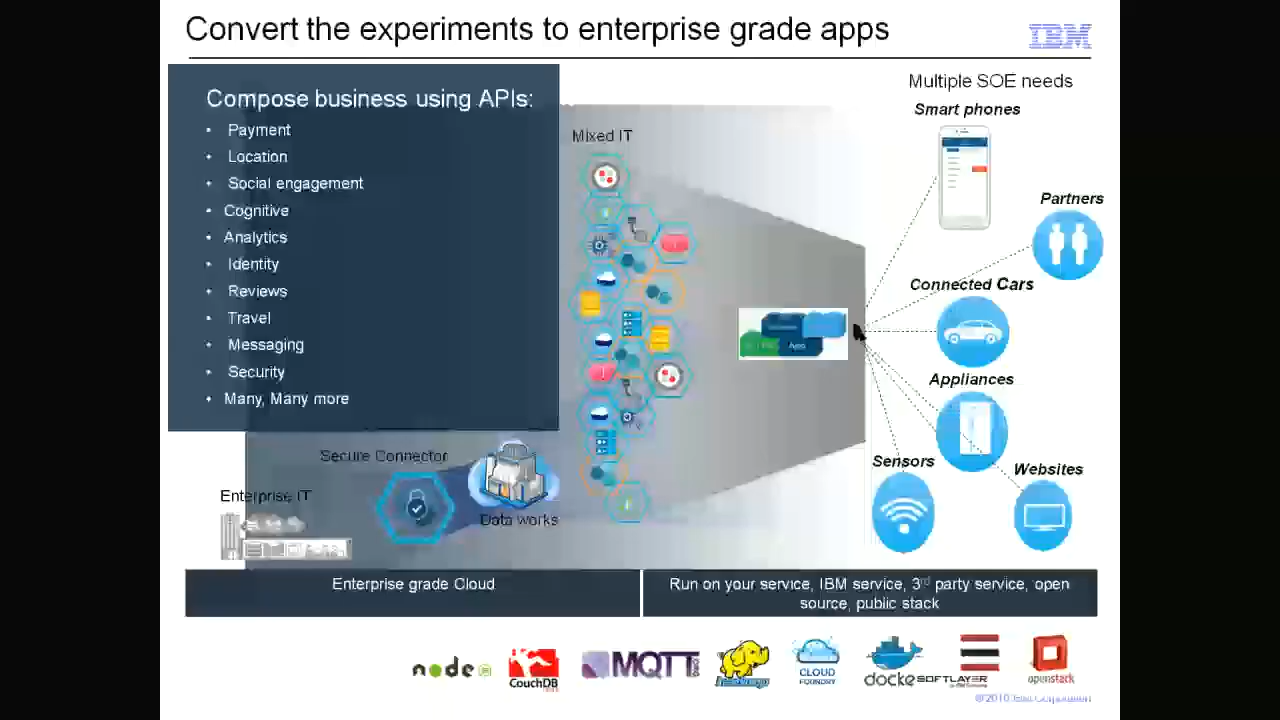 Convert the experiments to enterprise grade apps
IBM
Compose business using APIs:
• Payment
• Location
• Social engagement
• Cognitive
• Analytics
• Identity
• Reviews
• Travel
• Messaging
• Security
• Many, Many more
Mixed IT
Multiple SOE needs
Smart phones
Partners
Connected Cars
App
Appliances
Sensors
Websites
Secure Connector
Enterprise IT
Data works
Enterprise grade Cloud
Run on your service, IBM service, 3rd party service, open
source, public stack
node
CouchDB
MQTT
CLOUD
FOUNDRY
docke
SOFTLAYER
openstack